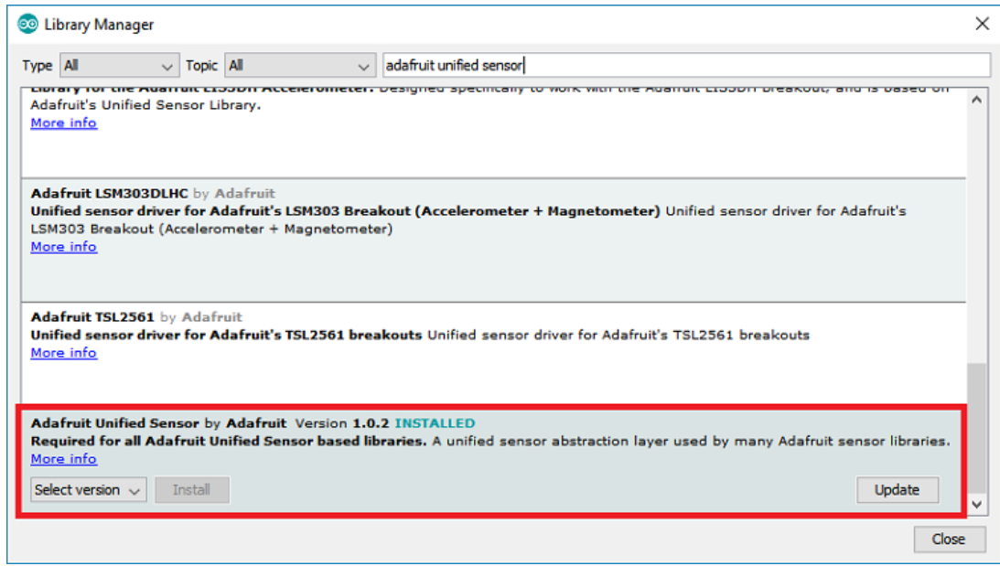 Library Manager
Type All Topic All adafruit unified sensor
Library for the Adafruit LIS3DH Accelerometer. Designed specifically to work with the Adafruit LIS3DH breakout, and is based on
Adafruit's Unified Sensor Library.
More info
Adafruit LSM303DLHC by Adafruit
Unified sensor driver for Adafruit's LSM303 Breakout (Accelerometer + Magnetometer) Unified sensor driver for Adafruit's
LSM303 Breakout (Accelerometer + Magnetometer)
More info
Adafruit TSL2561 by Adafruit
Unified sensor driver for Adafruit's TSL2561 breakouts Unified sensor driver for Adafruit's TSL2561 breakouts
More info
Adafruit Unified Sensor by Adafruit Version 1.0.2 INSTALLED
Required for all Adafruit Unified Sensor based libraries. A unified sensor abstraction layer used by many Adafruit sensor libraries.
More info
Select version Install Update
Close